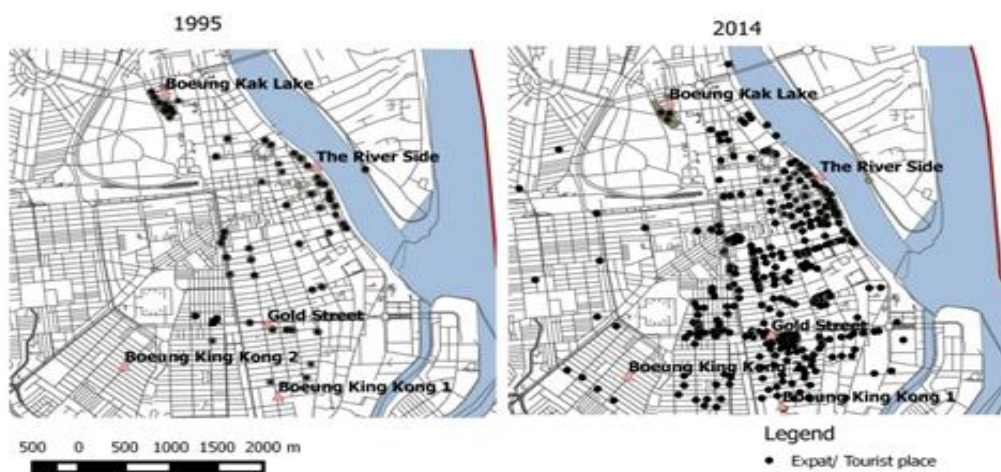 1995
Boeung Kak Lake
The River Side
Gold Street
Boeung King Kong 2
Boeung King Kong 1
500 0 500 1000 1500 2000 m
2014
Boeung Kak Lake
The River Side
Gold Street
Boeung King Kong
Boeung King Kong 1
Legend
Expat/ Tourist place